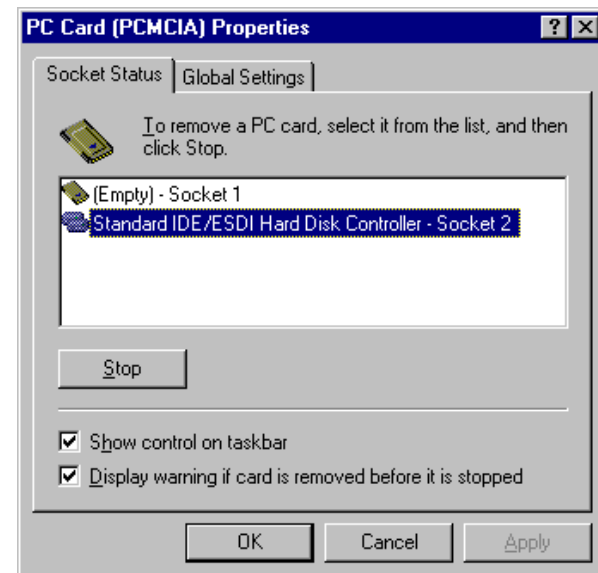 PC Card (PCMCIA) Properties
Socket Status
Global Settings
To remove a PC card, select it from the list, and then
click Stop.
(Empty) - Socket 1
Standard IDE/ESDI Hard Disk Controller - Socket 2
Stop
Show control on taskbar
Display warning if card is removed before it is stopped
OK
Cancel
Apply